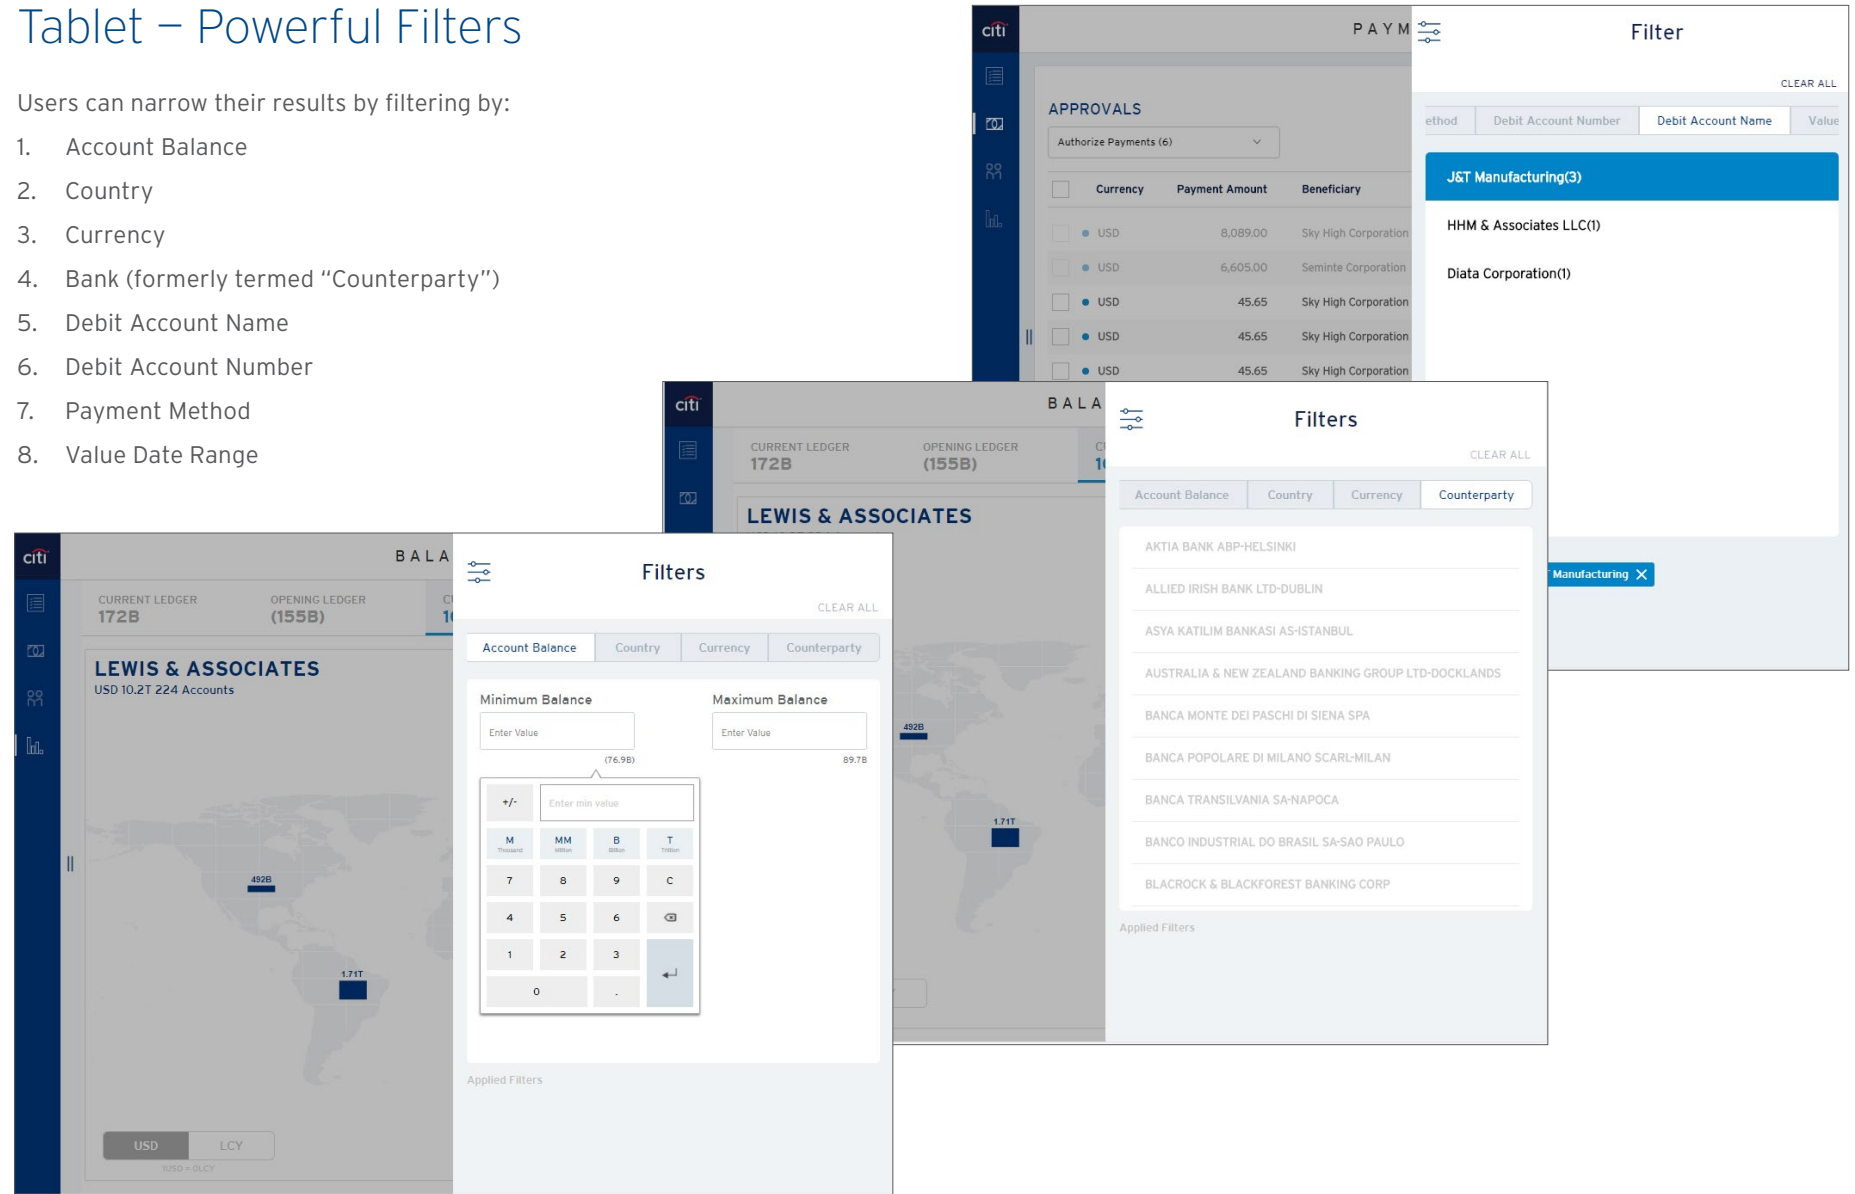 Tablet – Powerful Filters
Users can narrow their results by filtering by:
1. Account Balance
2. Country
3. Currency
4. Bank (formerly termed "Counterparty")
5. Debit Account Name
6. Debit Account Number
7. Payment Method
8. Value Date Range
citi
PAYM
Filter
CLEAR ALL
ethod Debit Account Number Debit Account Name Value
APPROVALS
Authorize Payments (6)
Currency Payment Amount Beneficiary
USD 8,089.00 Sky High Corporation
USD 6,605.00 Seminte Corporation
USD 45.65 Sky High Corporation
USD 45.65 Sky High Corporation
USD 45.65 Sky High Corporation
J&T Manufacturing(3)
HHM & Associates LLC(1)
Diata Corporation(1)
Manufacturing X
citi
BALA
Filters
CLEAR ALL
CURRENT LEDGER OPENING LEDGER C
172B (155B) 1
LEWIS & ASSOCIATES
Account Balance Country Currency Counterparty
AKTIA BANK ABP-HELSINKI
ALLIED IRISH BANK LTD-DUBLIN
ASYA KATILIM BANKASI AS-ISTANBUL
AUSTRALIA & NEW ZEALAND BANKING GROUP LTD-DOCKLANDS
BANCA MONTE DEI PASCHI DI SIENA SPA
BANCA POPOLARE DI MILANO SCARL-MILAN
BANCA TRANSILVANIA SA-NAPOCA
BANCO INDUSTRIAL DO BRASIL SA-SAO PAULO
BLACROCK & BLACKFOREST BANKING CORP
Applied Filters
492B
1.71T
citi
BALA
Filters
CLEAR ALL
CURRENT LEDGER OPENING LEDGER C
172B (155B) 1
LEWIS & ASSOCIATES
USD 10.2T 224 Accounts
492B
1.71T
USD LCY
1USD = 0LCY
Account Balance Country Currency Counterparty
Minimum Balance Maximum Balance
Enter Value Enter Value
(76.9B) 89.7B
+/- Enter min value
M MM B T
Thousand Million Billion Trillion
7 8 9 C
4 5 6
1 2 3
0 .
Applied Filters